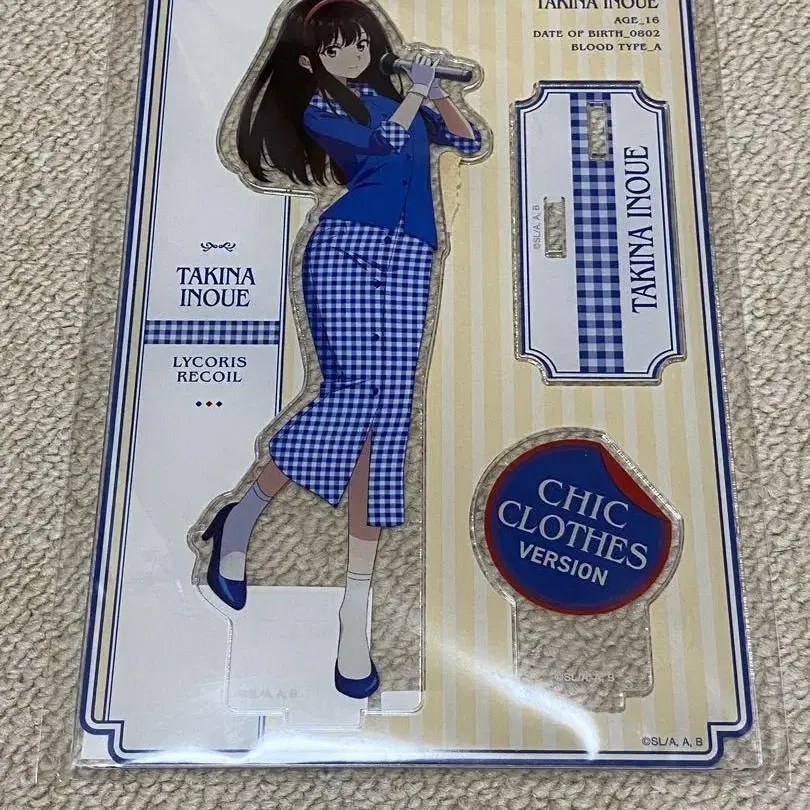 TAKINA INOUE
AGE_16
DATE OF BIRTH_0802
BLOOD TYPE_A
TAKINA INOUE
©SL/A, A, B
TAKINA
INOUE
LYCORIS
RECOIL
CHIC
CLOTHES
VERSION
©SL/A, A, B
©SL/A, A, B
©SL/A, A, B